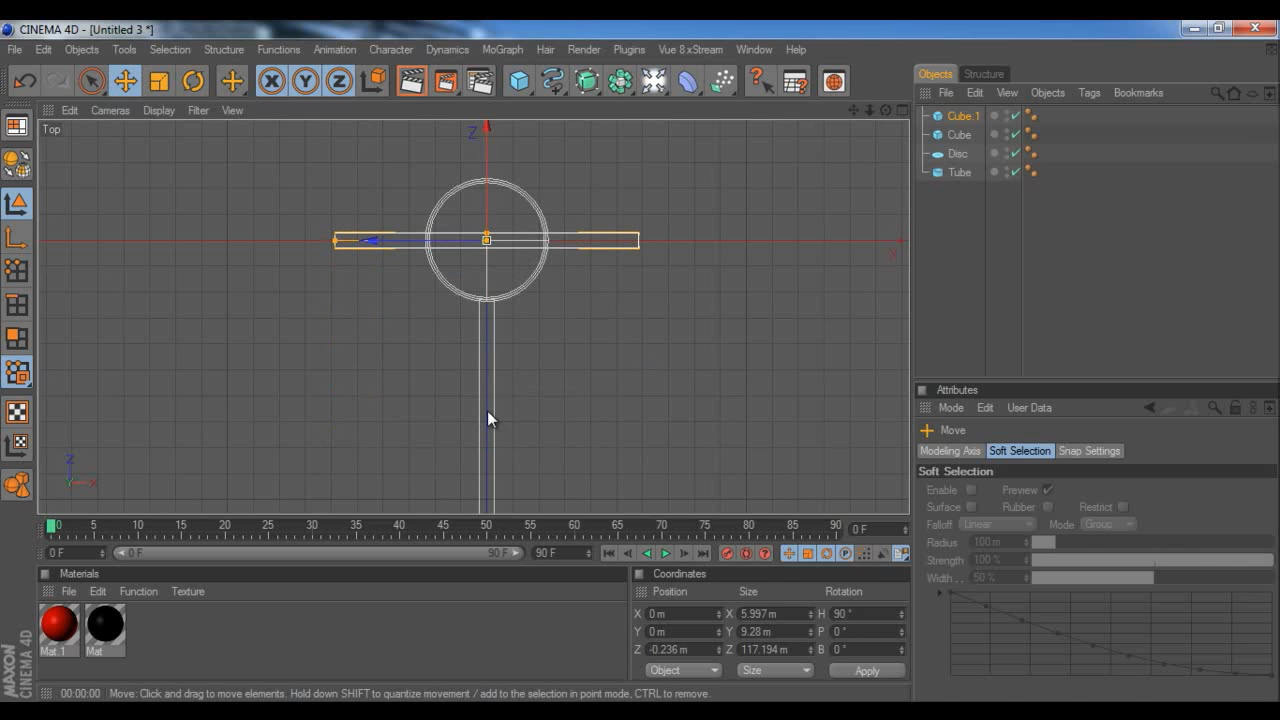 CINEMA 4D - [Untitled 3 *]
File Edit Objects Tools Selection Structure Functions Animation Character Dynamics MoGraph Hair Render Plugins Vue 8 xStream Window Help
X Y Z
Objects Structure
File Edit View Objects Tags Bookmarks
Edit Cameras Display Filter View
Top
Z
X
Z
Y X
Cube.1
Cube
Disc
Tube
Attributes
Mode Edit User Data
Move
Modeling Axis Soft Selection Snap Settings
Soft Selection
Enable Preview
Surface Rubber Restrict
Falloff Linear Mode Group
Radius 100 m
Strength 100 %
Width . . 50 %
0 5 10 15 20 25 30 35 40 45 50 55 60 65 70 75 80 85 90 0 F
0 F 0 F 90 F 90 F
Materials
File Edit Function Texture
Mat.1 Mat
Coordinates
Position Size Rotation
X 0 m X 5.997 m H 90 °
Y 0 m Y 9.28 m P 0 °
Z -0.236 m Z 117.194 m B 0 °
Object Size Apply
MAXON
CINEMA 4D
00:00:00 Move: Click and drag to move elements. Hold down SHIFT to quantize movement / add to the selection in point mode, CTRL to remove.